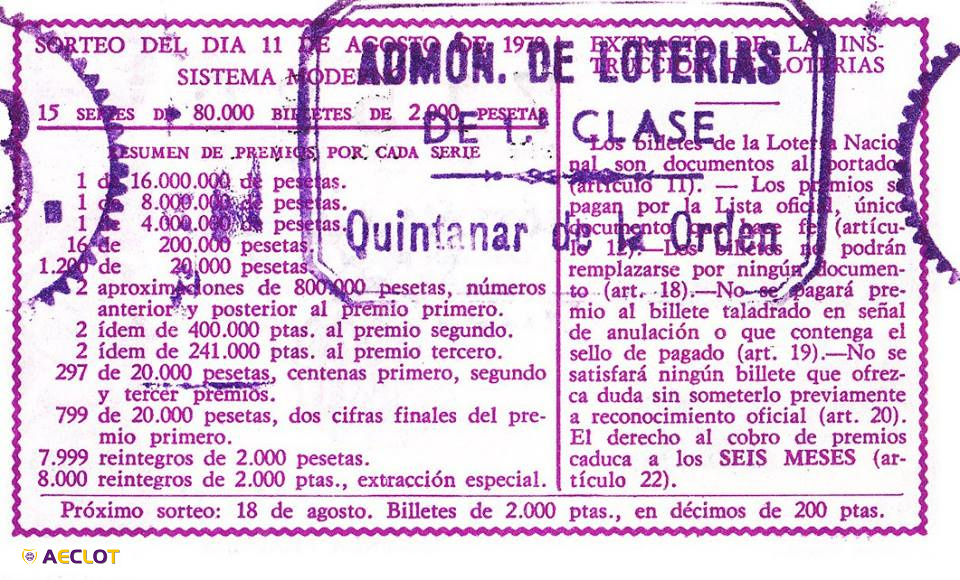 SORTEO DEL DIA 11 DE AGOSTO DE 1979
SISTEMA MODERNO
15 SERIES DE 80.000 BILLETES DE 2.000 PESETAS
RESUMEN DE PREMIOS POR CADA SERIE
1 de 16.000.000 de pesetas.
1 de 8.000.000 de pesetas.
1 de 4.000.000 de pesetas.
16 de 200.000 pesetas.
1.200 de 20.000 pesetas.
2 aproximaciones de 800.000 pesetas, números
anterior y posterior al premio primero.
2 ídem de 400.000 ptas. al premio segundo.
2 ídem de 241.000 ptas. al premio tercero.
297 de 20.000 pesetas, centenas primero, segundo
y tercer premios.
799 de 20.000 pesetas, dos cifras finales del pre-
mio primero.
7.999 reintegros de 2.000 pesetas.
8.000 reintegros de 2.000 ptas., extracción especial.
EXTRACTO DE LA INS-
TRUCCION DE LOTERIAS
Los billetes de la Lotería Nacio-
nal son documentos al portador
(artículo 11). — Los premios se
pagan por la Lista oficial, único
documento que hace fe (artícu-
lo 12).—Los billetes no podrán
remplazarse por ningún documen-
to (art. 18).—No se pagará pre-
mio al billete taladrado en señal
de anulación o que contenga el
sello de pagado (art. 19).—No se
satisfará ningún billete que ofrez-
ca duda sin someterlo previamente
a reconocimiento oficial (art. 20).
El derecho al cobro de premios
caduca a los SEIS MESES (ar-
tículo 22).
Próximo sorteo: 18 de agosto. Billetes de 2.000 ptas., en décimos de 200 ptas.
ADMÓN. DE LOTERIAS
DE 1.ª CLASE
Quintanar de la Orden
AECLOT